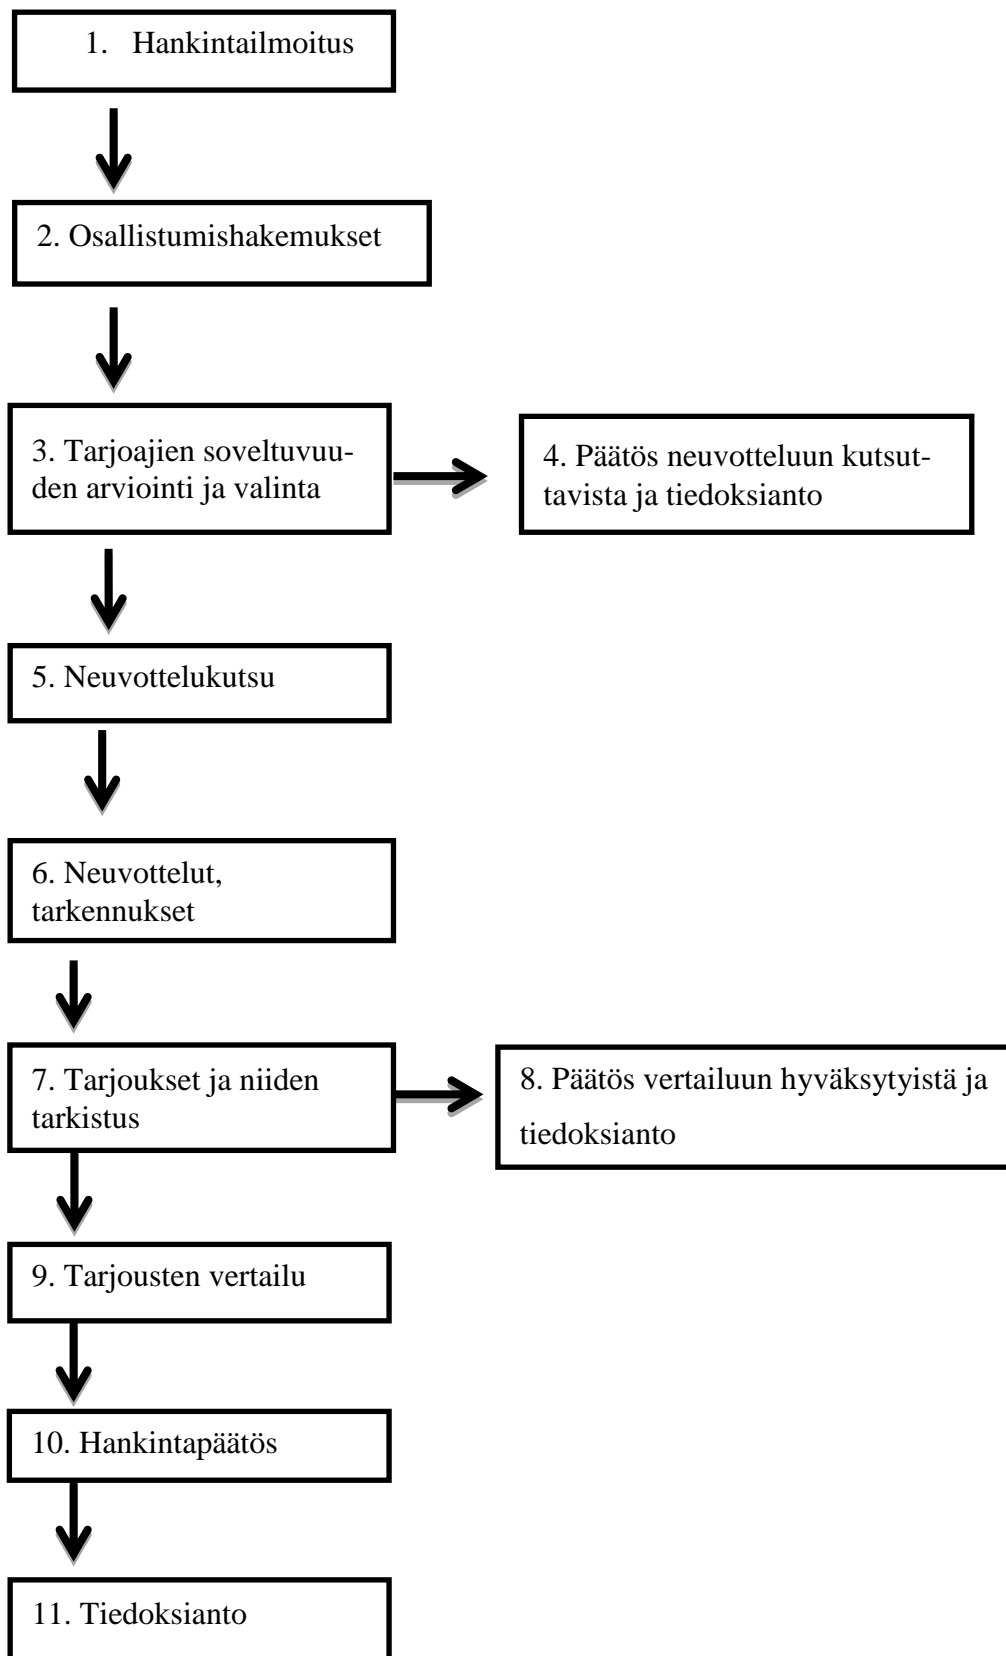 1. Hankintailmoitus
2. Osallistumishakemukset
3. Tarjoajien soveltuvuu-
den arviointi ja valinta
4. Päätös neuvotteluun kutsut-
tavista ja tiedoksianto
5. Neuvottelukutsu
6. Neuvottelut,
tarkennukset
7. Tarjoukset ja niiden
tarkistus
8. Päätös vertailuun hyväksytyistä ja
tiedoksianto
9. Tarjousten vertailu
10. Hankintapäätös
11. Tiedoksianto